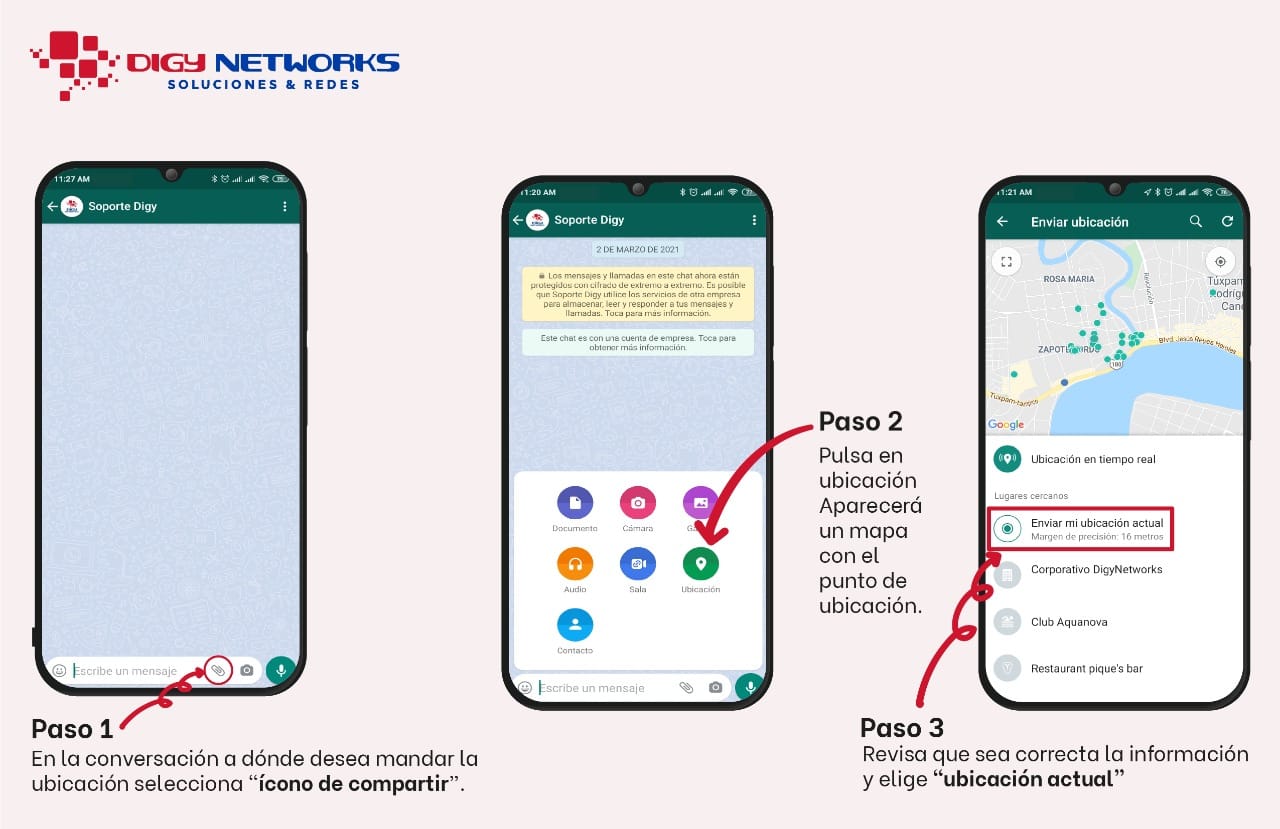 DIGY NETWORKS
SOLUCIONES & REDES
11:27 AM
Soporte Digy
Escribe un mensaje
Paso 1
En la conversación a dónde desea mandar la
ubicación selecciona “ícono de compartir”.
11:20 AM
Soporte Digy
2 DE MARZO DE 2021
Los mensajes y llamadas en este chat ahora están
protegidos con cifrado de extremo a extremo. Es posible
que Soporte Digy utilice los servicios de otra empresa
para almacenar, leer y responder a tus mensajes y
llamadas. Toca para más información.
Este chat es con una cuenta de empresa. Toca para
obtener más información.
Documento
Cámara
Audio
Sala
Ubicación
Contacto
Escribe un mensaje
Paso 2
Pulsa en
ubicación
Aparecerá
un mapa
con el
punto de
ubicación.
11:21 AM
Enviar ubicación
ROSA MARIA
Revolución
Túxpam
Cano
Blvd. Jesus Reyes Heroles
180
Tuxpam-tampico
Google
Ubicación en tiempo real
Lugares cercanos
Enviar mi ubicación actual
Margen de precisión: 16 metros
Corporativo DigyNetworks
Club Aquanova
Restaurant pique's bar
Paso 3
Revisa que sea correcta la información
y elige “ubicación actual”